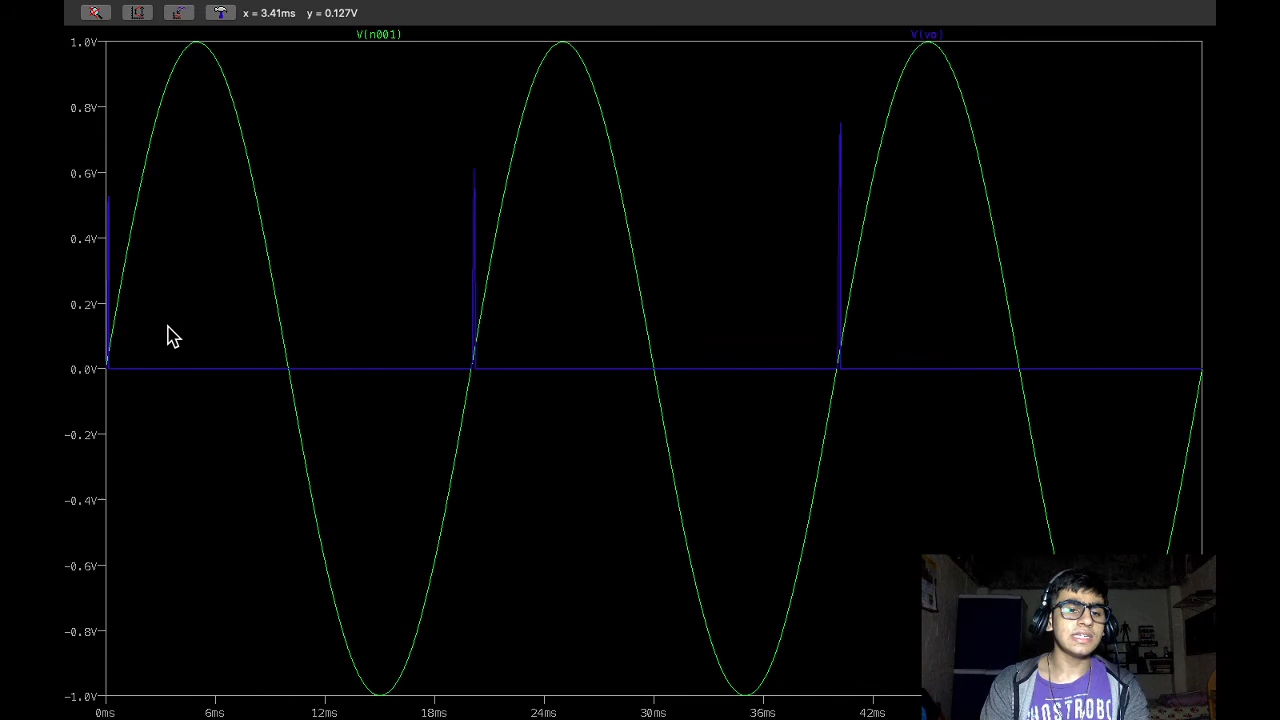 x = 3.41ms y = 0.127V
V(n001) V(vo)
1.0V
0.8V
0.6V
0.4V
0.2V
0.0V
-0.2V
-0.4V
-0.6V
-0.8V
-1.0V
0ms 6ms 12ms 18ms 24ms 30ms 36ms 42ms